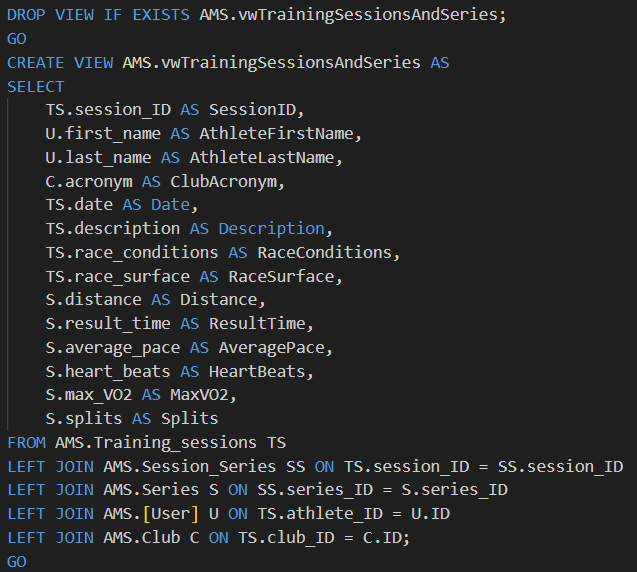 DROP VIEW IF EXISTS AMS.vwTrainingSessionsAndSeries;
GO
CREATE VIEW AMS.vwTrainingSessionsAndSeries AS
SELECT
    TS.session_ID AS SessionID,
    U.first_name AS AthleteFirstName,
    U.last_name AS AthleteLastName,
    C.acronym AS ClubAcronym,
    TS.date AS Date,
    TS.description AS Description,
    TS.race_conditions AS RaceConditions,
    TS.race_surface AS RaceSurface,
    S.distance AS Distance,
    S.result_time AS ResultTime,
    S.average_pace AS AveragePace,
    S.heart_beats AS HeartBeats,
    S.max_VO2 AS MaxVO2,
    S.splits AS Splits
FROM AMS.Training_sessions TS
LEFT JOIN AMS.Session_Series SS ON TS.session_ID = SS.session_ID
LEFT JOIN AMS.Series S ON SS.series_ID = S.series_ID
LEFT JOIN AMS.[User] U ON TS.athlete_ID = U.ID
LEFT JOIN AMS.Club C ON TS.club_ID = C.ID;
GO